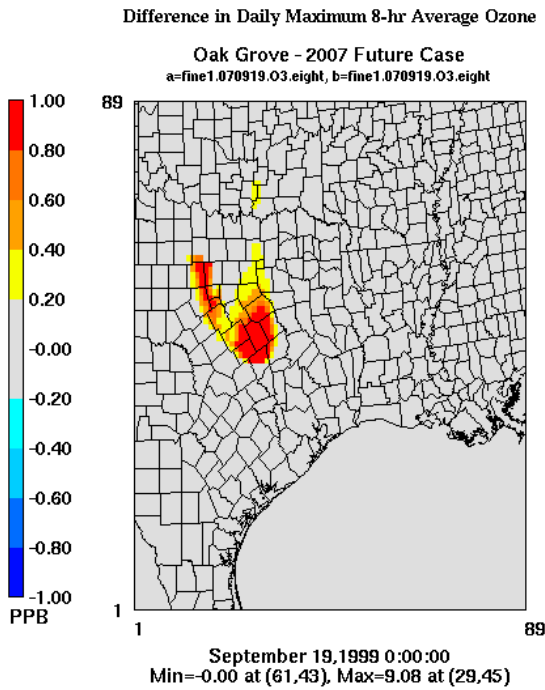 Difference in Daily Maximum 8-hr Average Ozone
Oak Grove - 2007 Future Case
a=fine1.070919.O3.eight, b=fine1.070919.O3.eight
1.00
0.80
0.60
0.40
0.20
-0.00
-0.20
-0.40
-0.60
-0.80
-1.00
PPB
89
1
1
89
September 19,1999 0:00:00
Min=-0.00 at (61,43), Max=9.08 at (29,45)